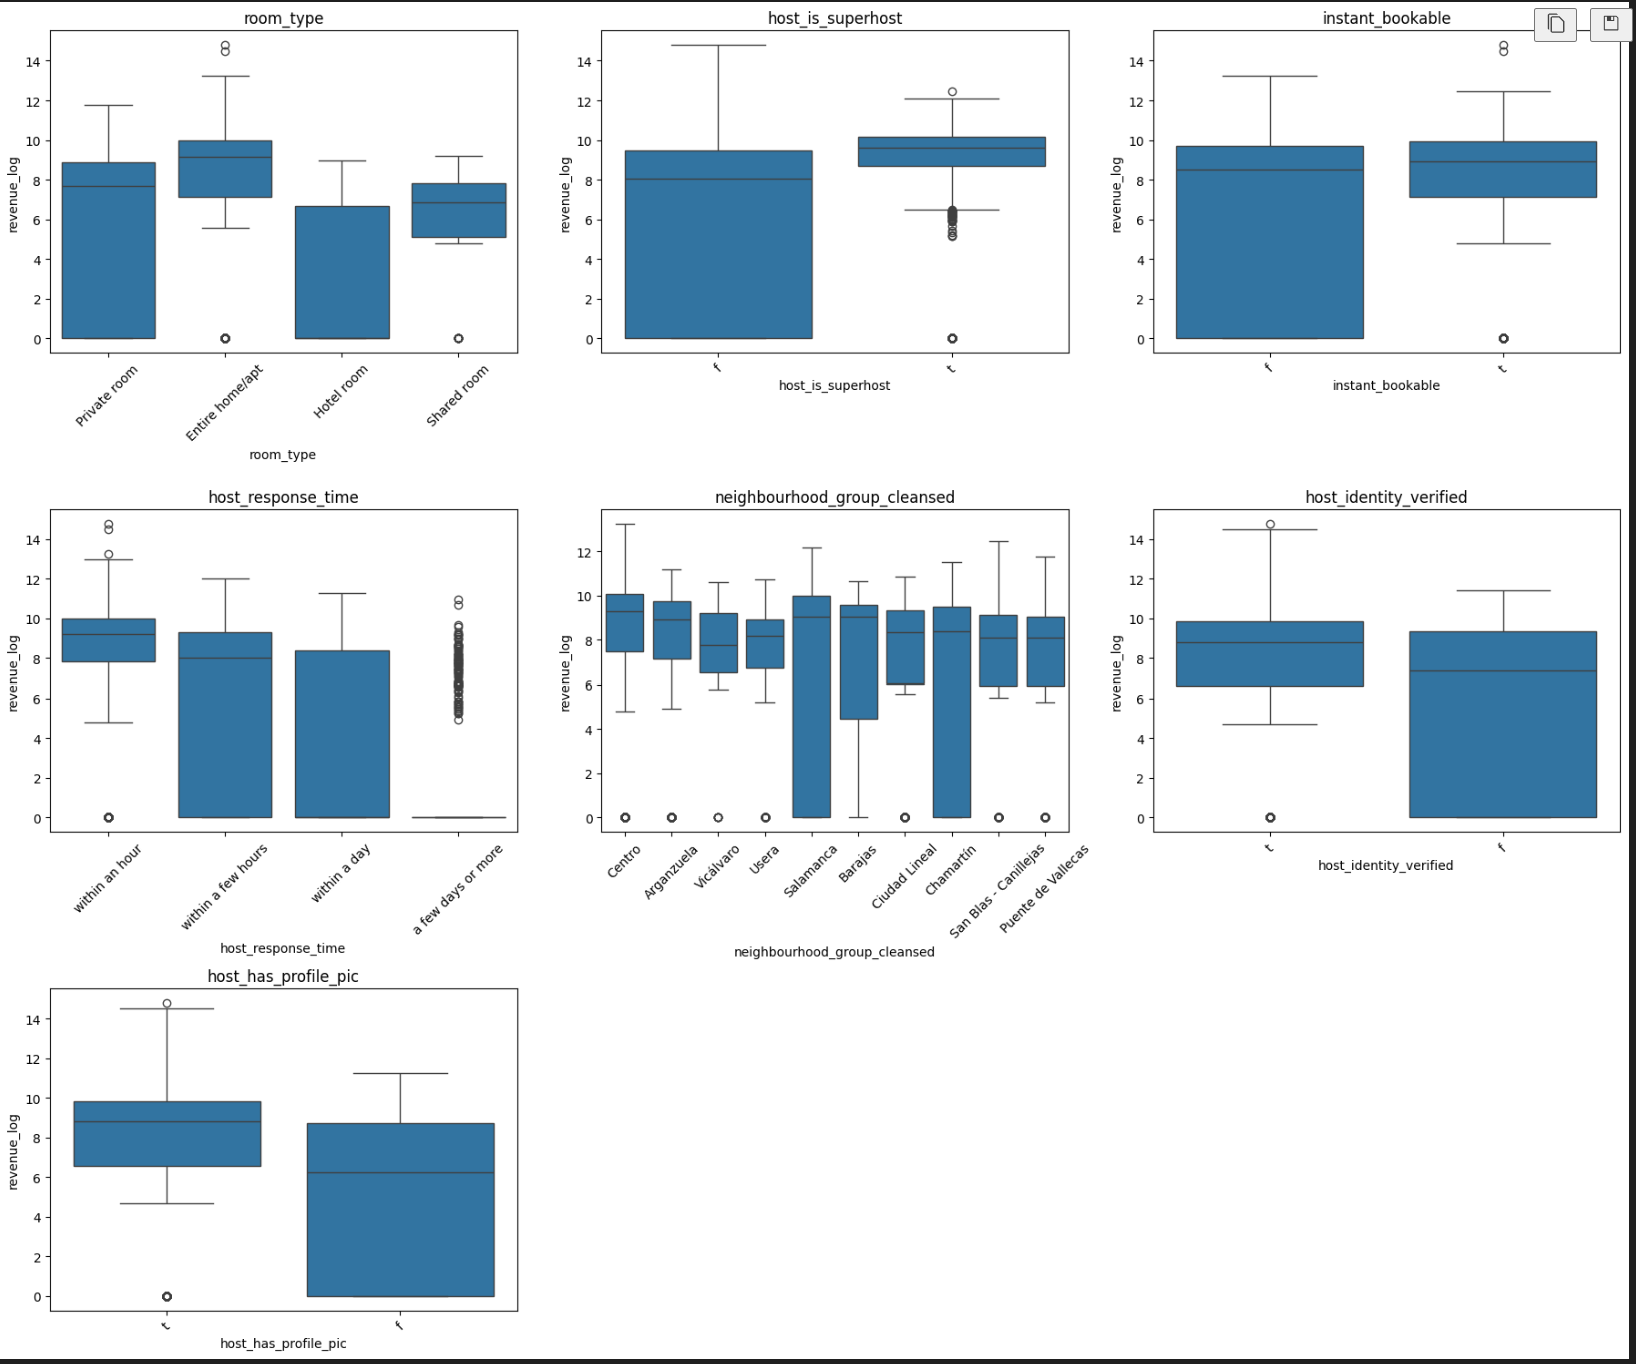 room_type
14
12
10
8
6
4
2
0
revenue_log
Private room
Entire home/apt
Hotel room
Shared room
room_type
host_is_superhost
14
12
10
8
6
4
2
0
revenue_log
f
t
host_is_superhost
instant_bookable
14
12
10
8
6
4
2
0
revenue_log
f
t
instant_bookable
host_response_time
14
12
10
8
6
4
2
0
revenue_log
within an hour
within a few hours
within a day
a few days or more
host_response_time
neighbourhood_group_cleansed
12
10
8
6
4
2
0
revenue_log
Centro
Arganzuela
Vicálvaro
Usera
Salamanca
Barajas
Ciudad Lineal
Chamartín
San Blas - Canillejas
Puente de Vallecas
neighbourhood_group_cleansed
host_identity_verified
14
12
10
8
6
4
2
0
revenue_log
t
f
host_identity_verified
host_has_profile_pic
14
12
10
8
6
4
2
0
revenue_log
t
f
host_has_profile_pic